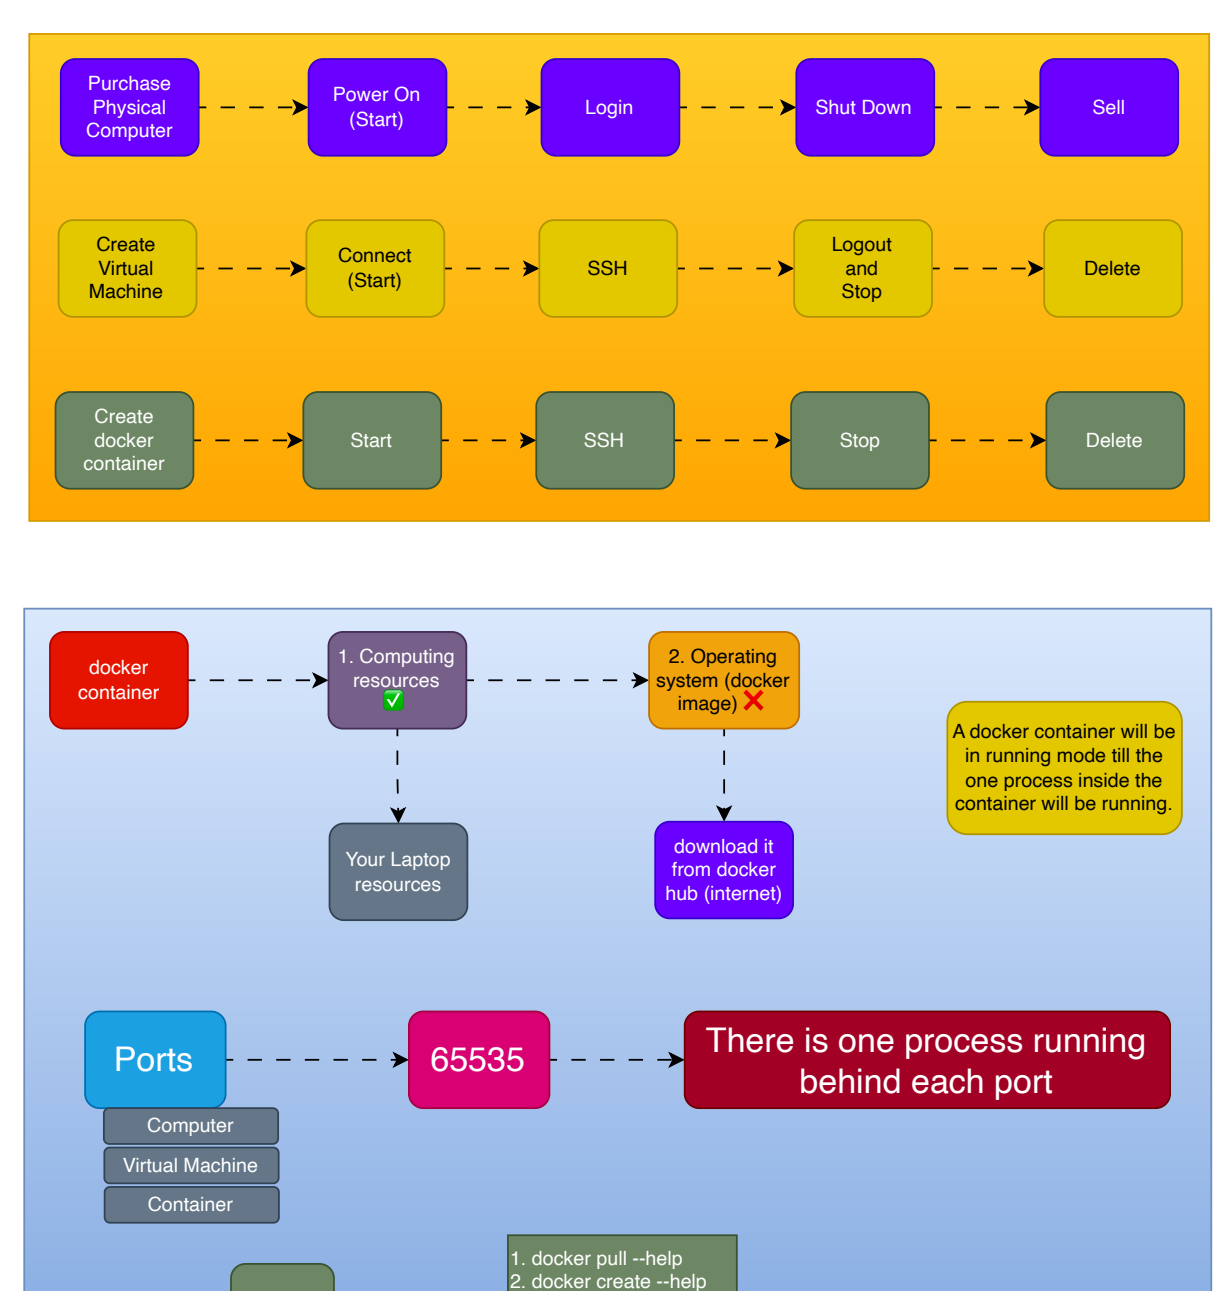 Purchase
Physical
Computer
Power On
(Start)
Login
Shut Down
Sell
Create
Virtual
Machine
Connect
(Start)
SSH
Logout
and
Stop
Delete
Create
docker
container
Start
SSH
Stop
Delete
docker
container
1. Computing
resources
✅
2. Operating
system (docker
image) ❌
A docker container will be
in running mode till the
one process inside the
container will be running.
Your Laptop
resources
download it
from docker
hub (internet)
Ports
65535
There is one process running
behind each port
Computer
Virtual Machine
Container
1. docker pull --help
2. docker create --help